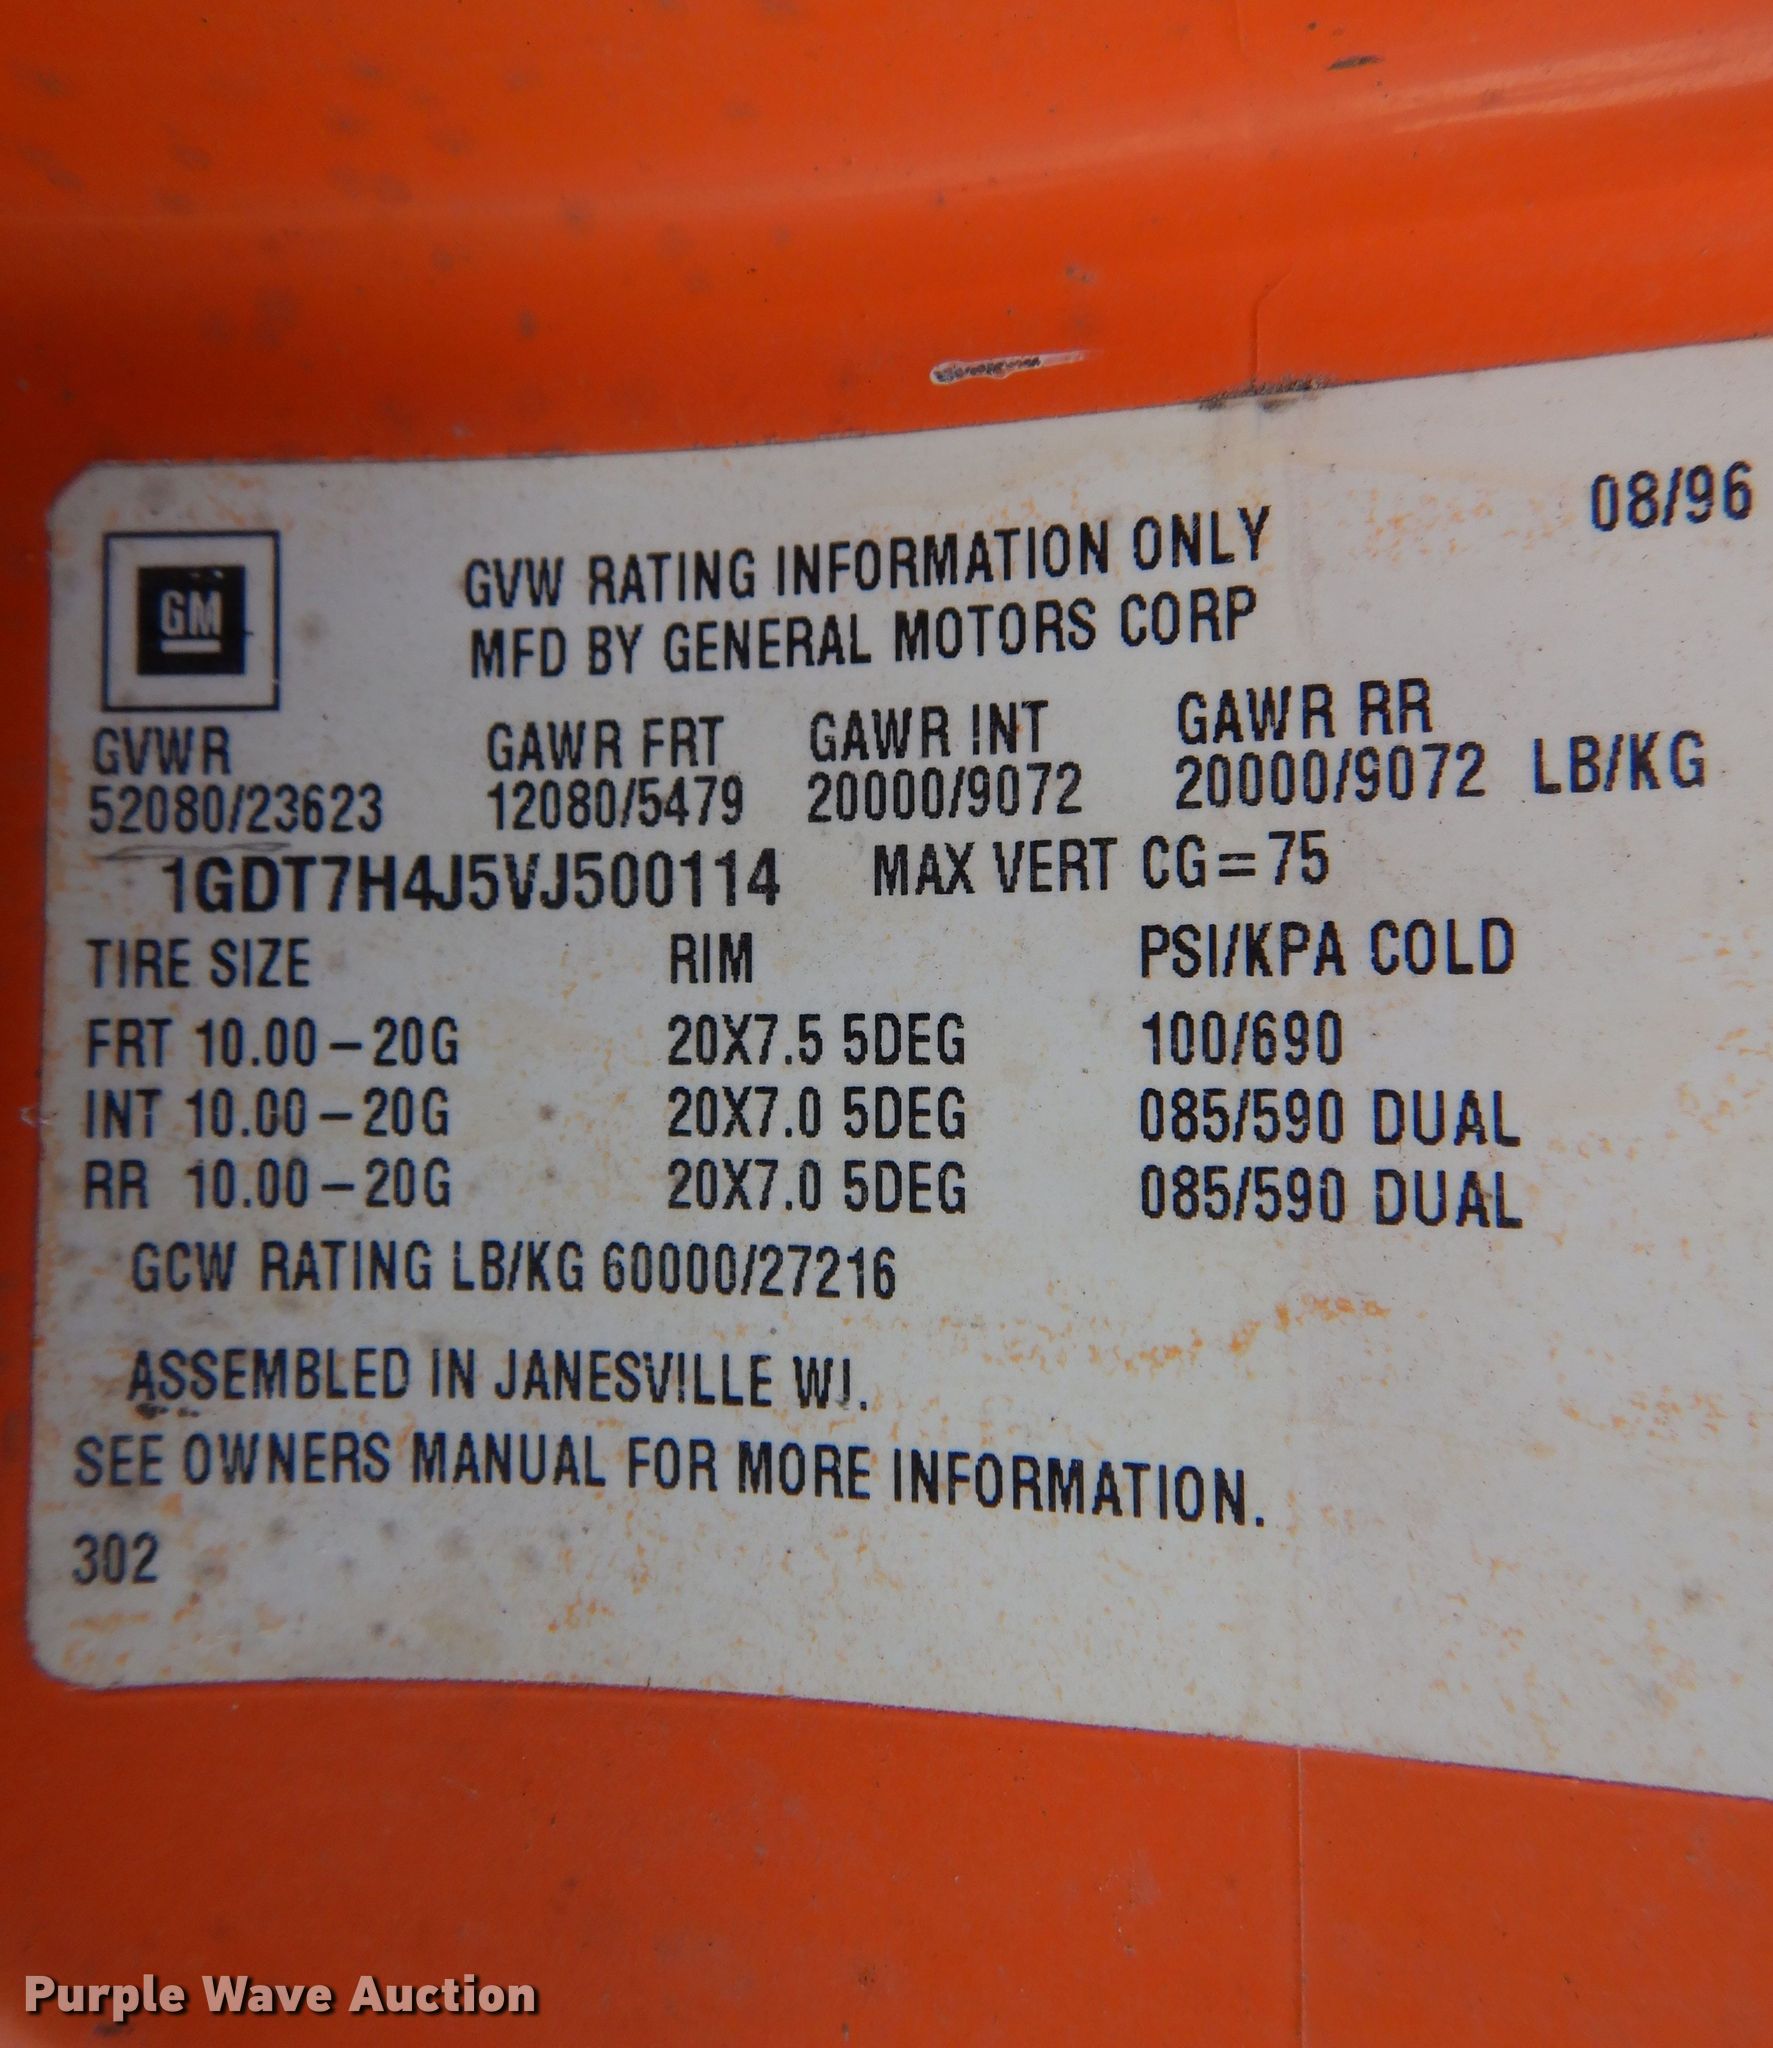 08/96
GM
GVW RATING INFORMATION ONLY
MFD BY GENERAL MOTORS CORP
GVWR GAWR FRT GAWR INT GAWR RR
52080/23623 12080/5479 20000/9072 20000/9072 LB/KG
1GDT7H4J5VJ500114 MAX VERT CG=75
TIRE SIZE RIM PSI/KPA COLD
FRT 10.00-20G 20X7.5 5DEG 100/690
INT 10.00-20G 20X7.0 5DEG 085/590 DUAL
RR 10.00-20G 20X7.0 5DEG 085/590 DUAL
GCW RATING LB/KG 60000/27216
ASSEMBLED IN JANESVILLE WI.
SEE OWNERS MANUAL FOR MORE INFORMATION.
302
Purple Wave Auction